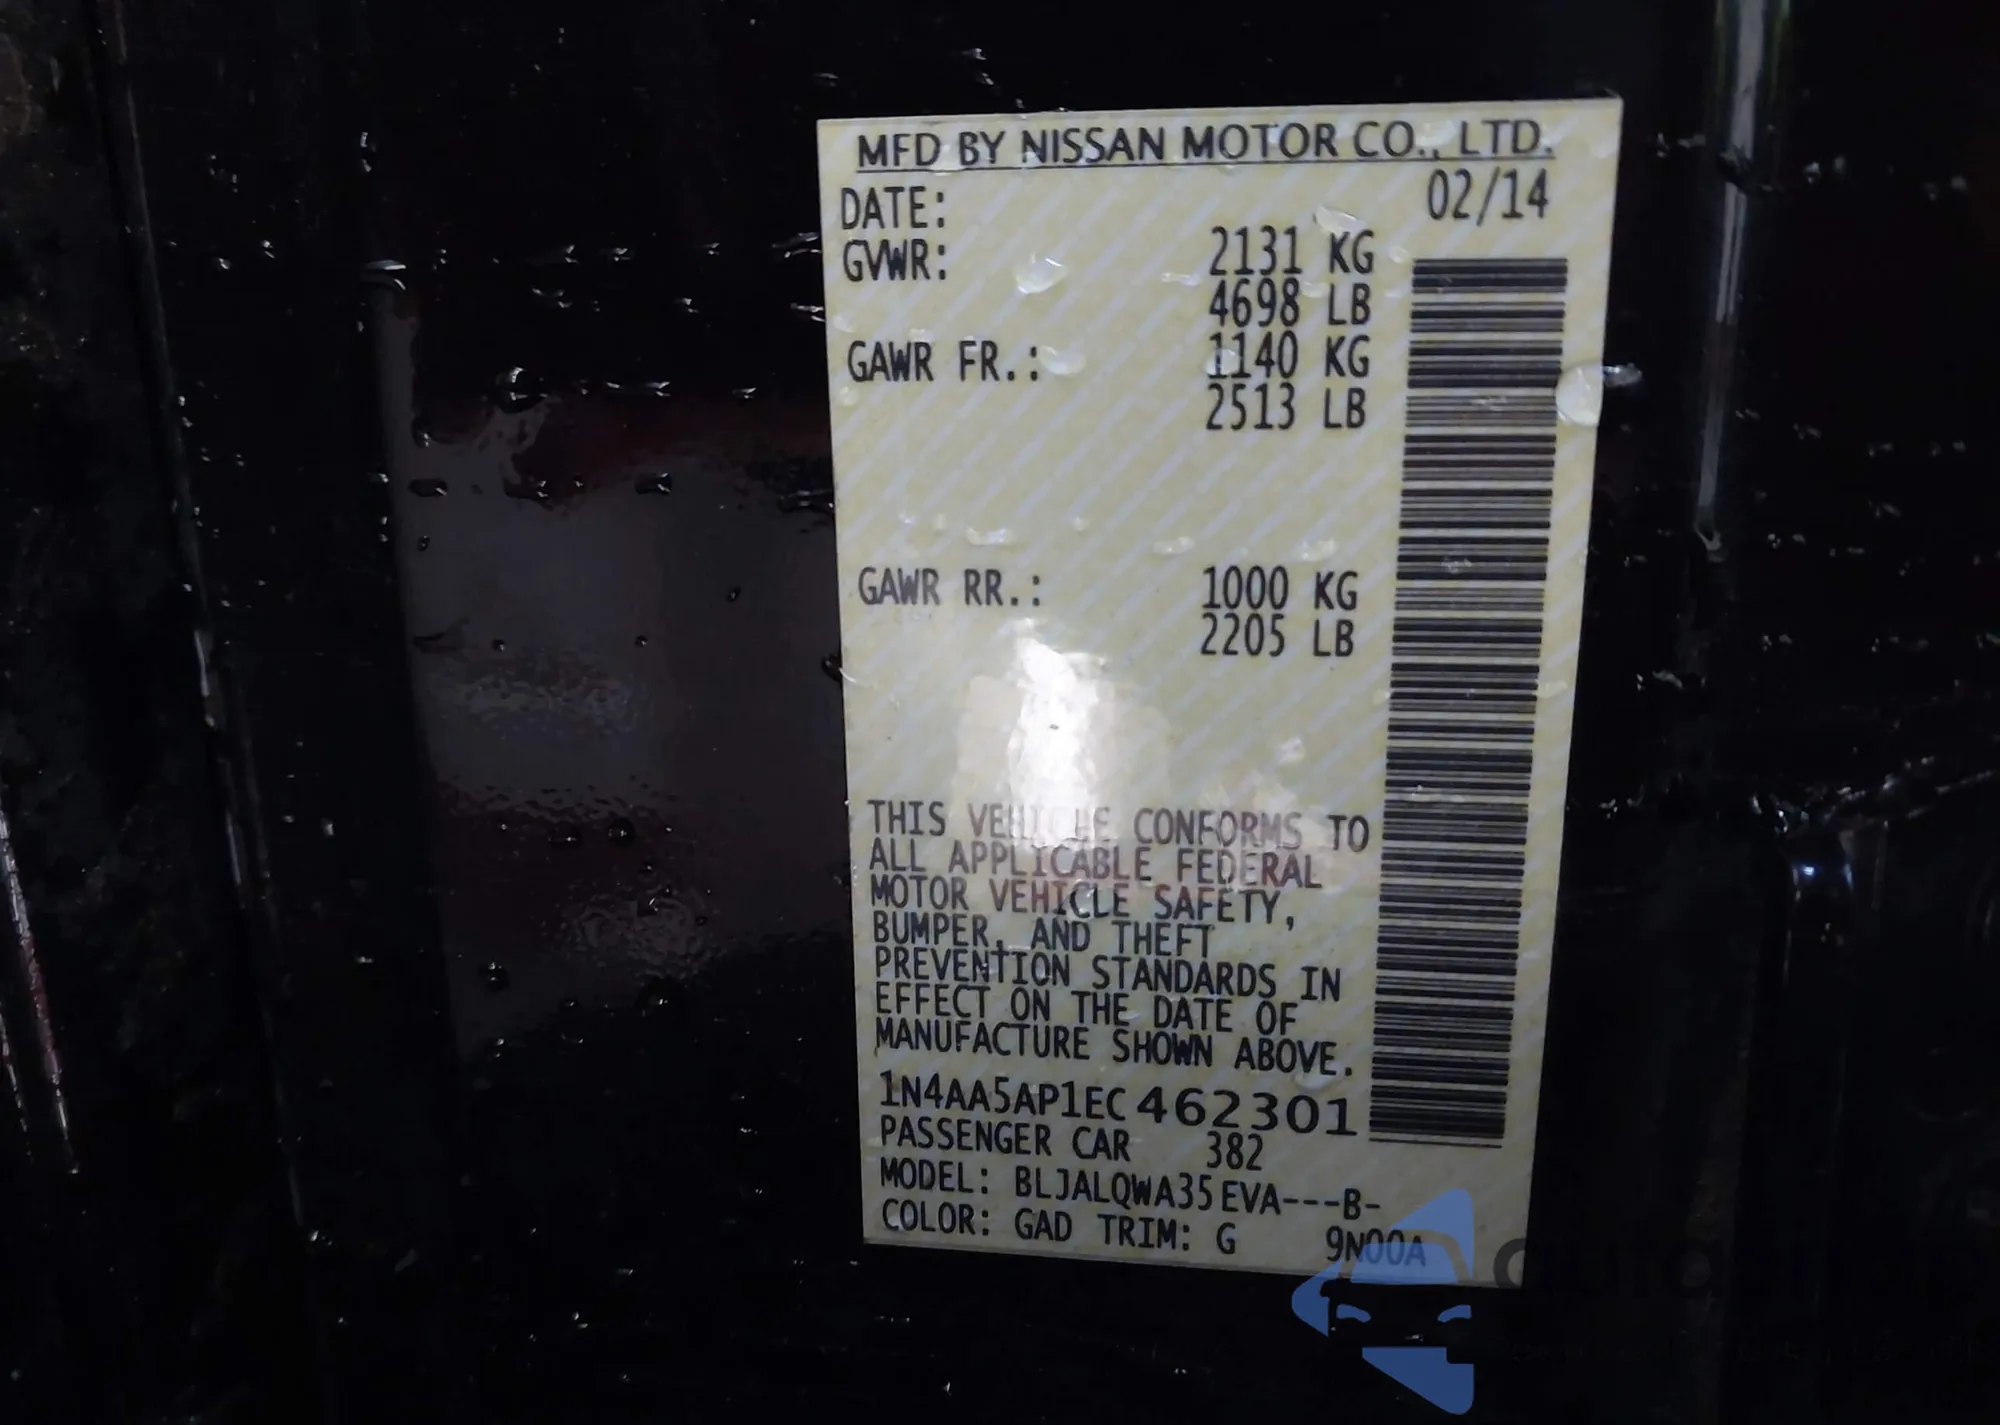 MFD BY NISSAN MOTOR CO., LTD.
DATE: 02/14
GVWR: 2131 KG
4698 LB
GAWR FR.: 1140 KG
2513 LB
GAWR RR.: 1000 KG
2205 LB
THIS VEHICLE CONFORMS TO
ALL APPLICABLE FEDERAL
MOTOR VEHICLE SAFETY,
BUMPER, AND THEFT
PREVENTION STANDARDS IN
EFFECT ON THE DATE OF
MANUFACTURE SHOWN ABOVE.
1N4AA5AP1EC462301
PASSENGER CAR 382
MODEL: BLJALQWA35EVA---B-
COLOR: GAD TRIM: G 9N00A